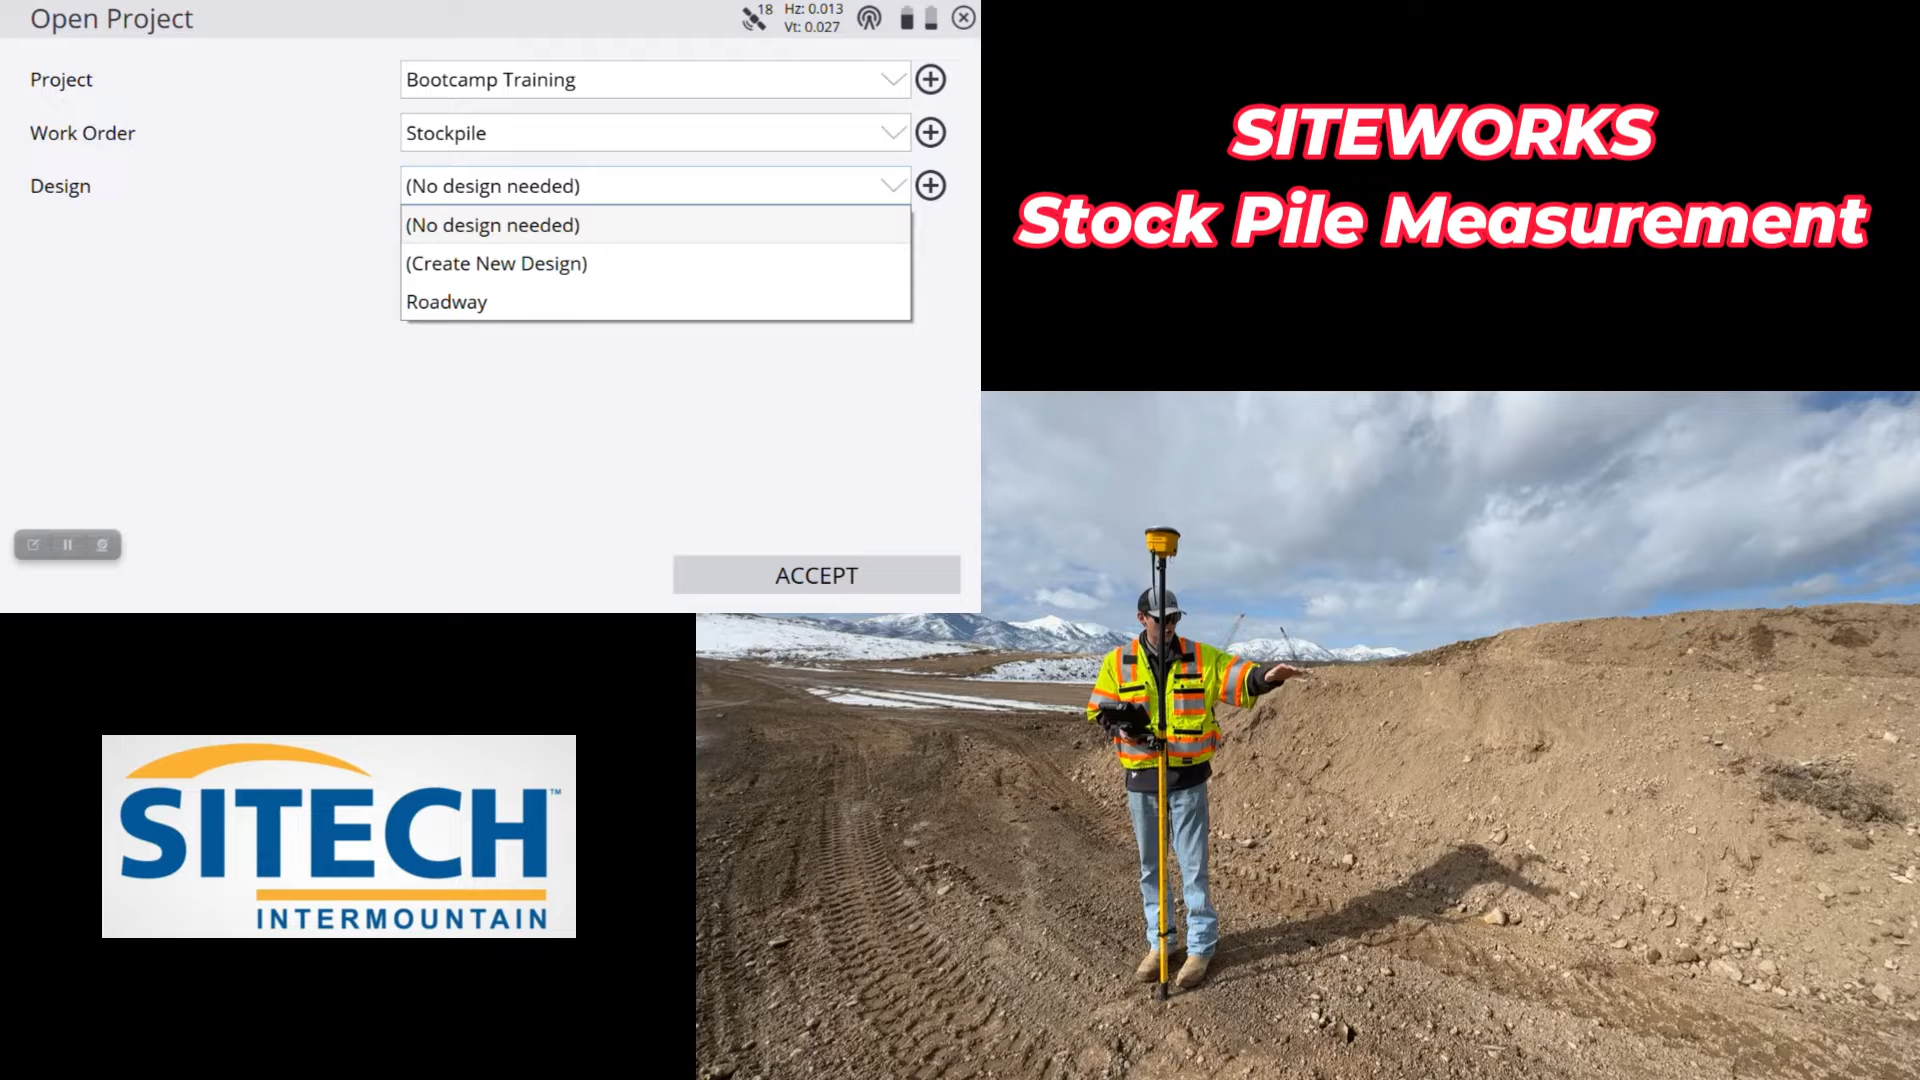 Open Project
18
Hz: 0.013
Vt: 0.027
Project
Bootcamp Training
Work Order
Stockpile
Design
(No design needed)
(No design needed)
(Create New Design)
Roadway
ACCEPT
SITEWORKS
Stock Pile Measurement
SITECH™
INTERMOUNTAIN